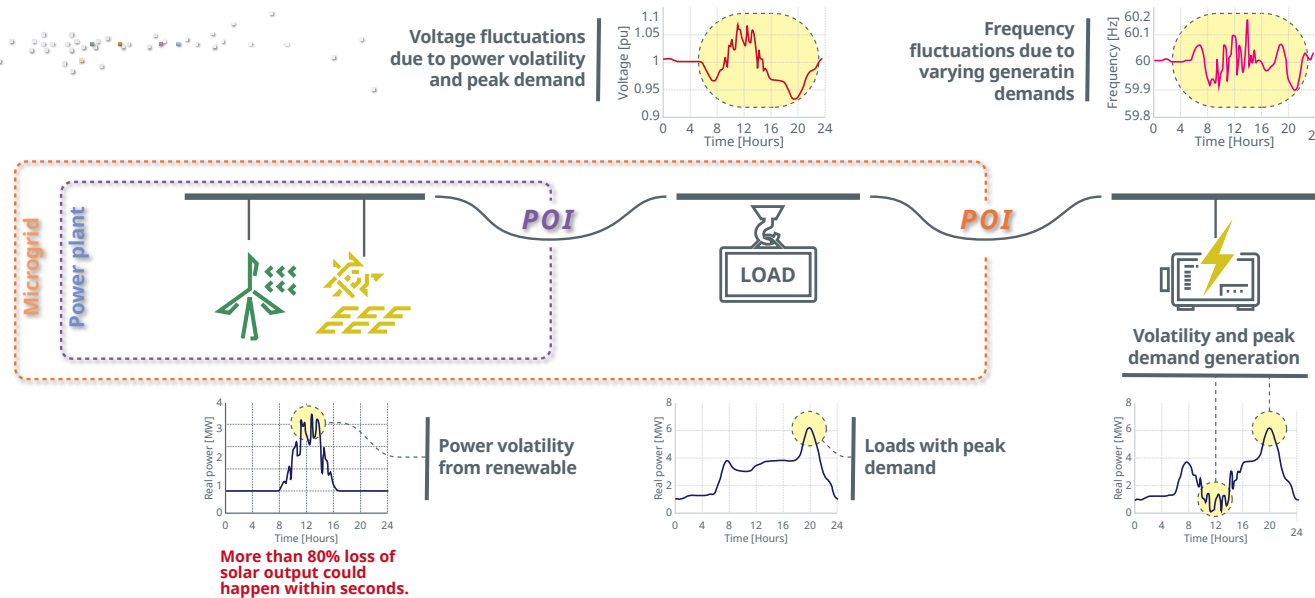 Voltage fluctuations
due to power volatility
and peak demand
Voltage [pu]
1.1
1.05
1
0.95
0.9
0 4 8 12 16 20 24
Time [Hours]
Frequency
fluctuations due to
varying generatin
demands
Frequency [Hz]
60.2
60.1
60
59.9
59.8
0 4 8 12 16 20 2
Time [Hours]
Microgrid
Power plant
POI
LOAD
POI
Volatility and peak
demand generation
Real power [MW]
4
3
2
2
1
0
0 4 8 12 16 20 24
Time [Hours]
Power volatility
from renewable
More than 80% loss of
solar output could
happen within seconds.
Real power [MW]
8
6
4
2
0
0 4 8 12 16 20 24
Time [Hours]
Loads with peak
demand
Real power [MW]
8
6
4
2
0
0 4 8 12 16 20 24
Time [Hours]